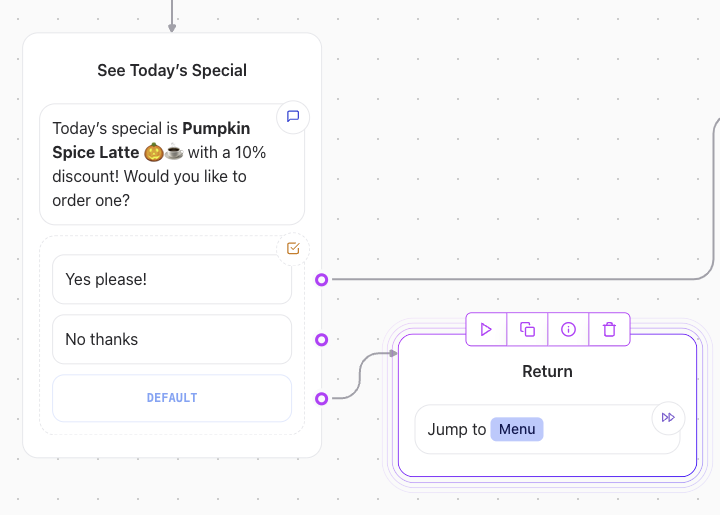 See Today’s Special
Today’s special is Pumpkin
Spice Latte 🎃☕ with a 10%
discount! Would you like to
order one?
Yes please!
No thanks
DEFAULT
Return
Jump to Menu